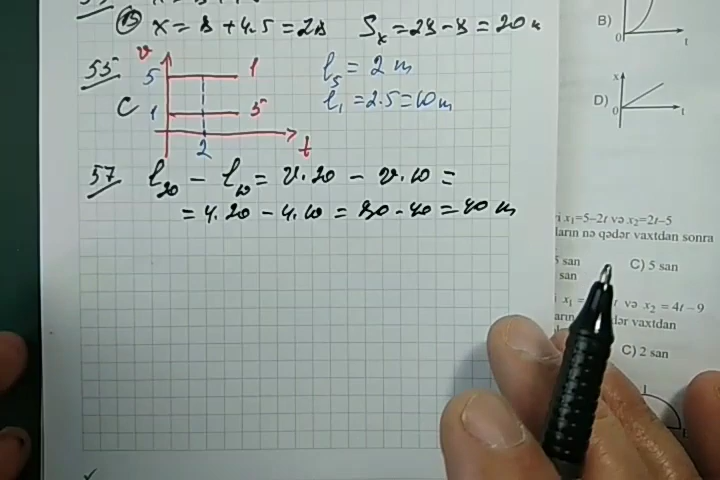 (15) x = 8 + 4.5 = 28 Sx = 28 - 8 = 20 м
55 v
5 1 l₅ = 2 m
C 1 5 l₁ = 2.5 = 10 m
2 t
57 l₂₀ - l₁₀ = v.20 - v.10 =
= 4.20 - 4.10 = 80 - 40 = 40 m
B) 0 t
D) x 0 t
x₁=5–2t və x₂=2t–5
ların nə qədər vaxtdan sonra
san C) 5 san
san
x₁ = t və x₂ = 4t – 9
vaxtdan
C) 2 san